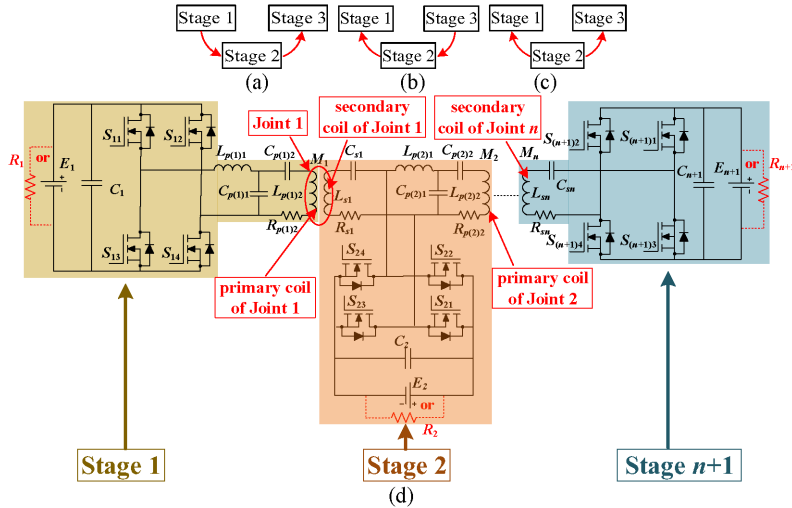 Stage 1 Stage 3 Stage 1 Stage 3 Stage 1 Stage 3
Stage 2 Stage 2 Stage 2
(a) (b) (c)
Joint 1
secondary
coil of Joint 1
secondary
coil of Joint n
R1 or E1 C1
S11 S12
Lp(1)1 Cp(1)2 M1 Cs1 Lp(2)1 Cp(2)2 M2
Cp(1)1 Lp(1)2 Ls1 Cp(2)1 Lp(2)2
Rp(1)2 Rs1 Rp(2)2
S13 S14
primary coil
of Joint 1
S24 S22
S23 S21
C2
E2
or
R2
primary coil
of Joint 2
Mn Csn Lsn Rsn
S(n+1)2 S(n+1)1
S(n+1)4 S(n+1)3
Cn+1 En+1 or Rn+1
Stage 1 Stage 2 Stage n+1
(d)